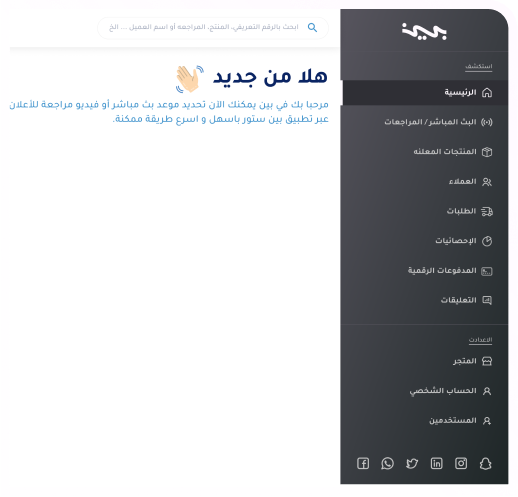 بيين
استكشف
الرئيسية
البث المباشر / المراجعات
المنتجات المعلنه
العملاء
الطلبات
الإحصائيات
المدفوعات الرقمية
التعليقات
الاعدادت
المتجر
الحساب الشخصي
المستخدمين
ابحث بالرقم التعريفي، المنتج، المراجعه أو اسم العميل ... الخ
هلا من جديد
مرحبا بك في بين يمكنك الآن تحديد موعد بث مباشر أو فيديو مراجعة للأعلان
عبر تطبيق بين ستور باسهل و اسرع طريقة ممكنة.